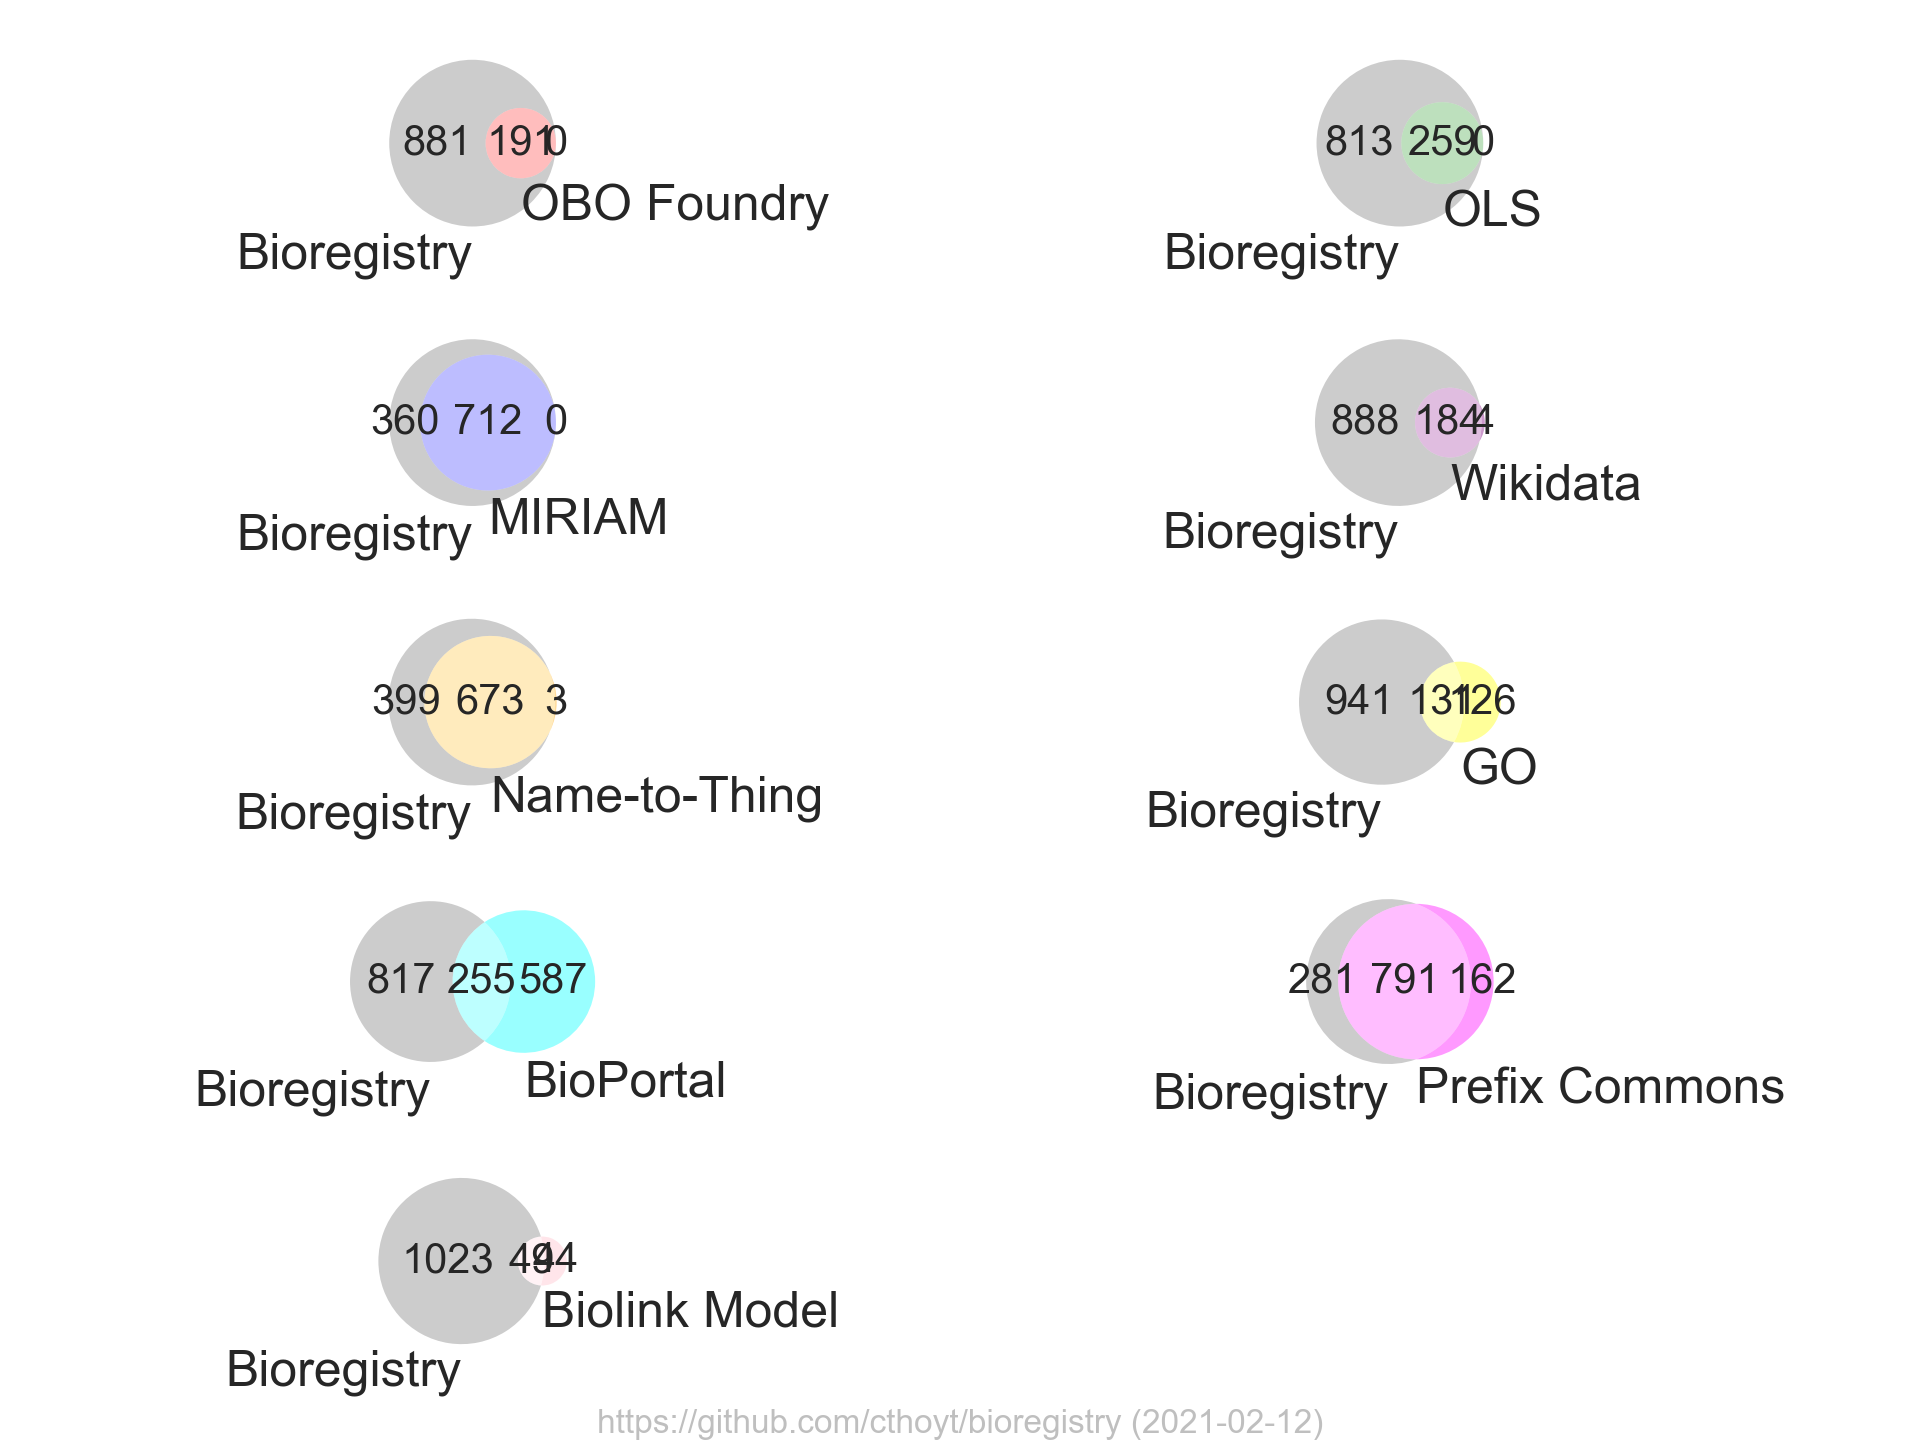 881 191 0
OBO Foundry
Bioregistry
813 259 0
OLS
Bioregistry
360 712 0
MIRIAM
Bioregistry
888 184 4
Wikidata
Bioregistry
399 673 3
Name-to-Thing
Bioregistry
941 131 126
GO
Bioregistry
817 255 587
BioPortal
Bioregistry
281 791 162
Prefix Commons
Bioregistry
1023 49 44
Biolink Model
Bioregistry
https://github.com/cthoyt/bioregistry (2021-02-12)